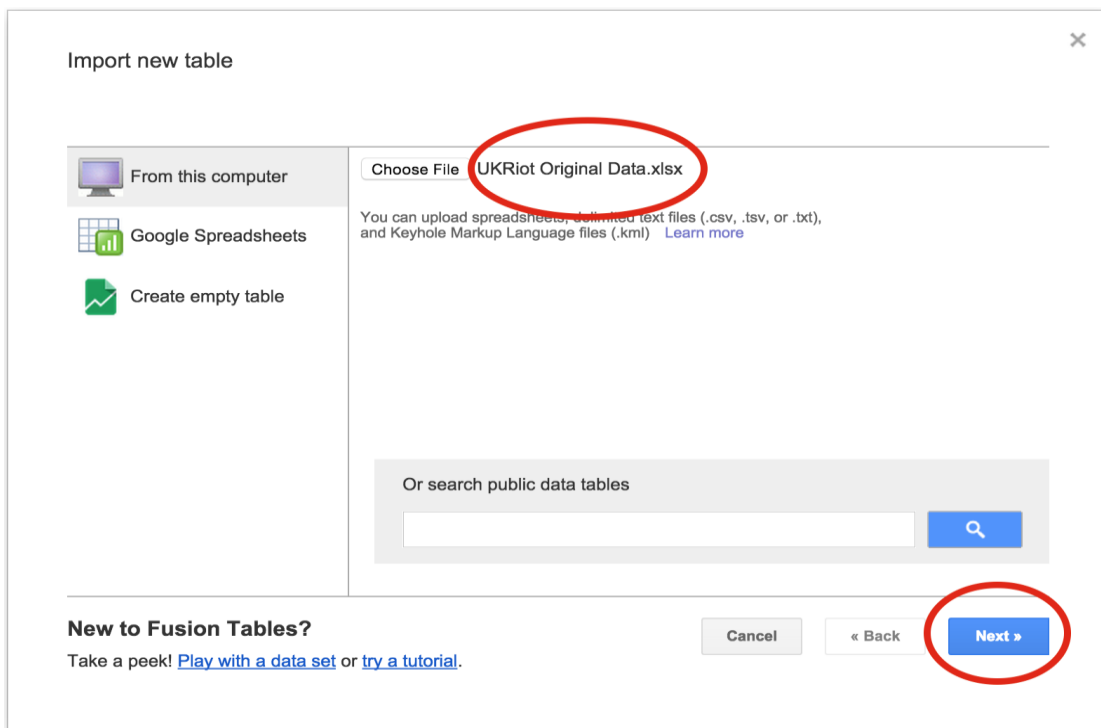 Import new table
×
From this computer
Google Spreadsheets
Create empty table
Choose File UKRiot Original Data.xlsx
You can upload spreadsheets, delimited text files (.csv, .tsv, or .txt),
and Keyhole Markup Language files (.kml) Learn more
Or search public data tables
New to Fusion Tables?
Take a peek! Play with a data set or try a tutorial.
Cancel
« Back
Next »